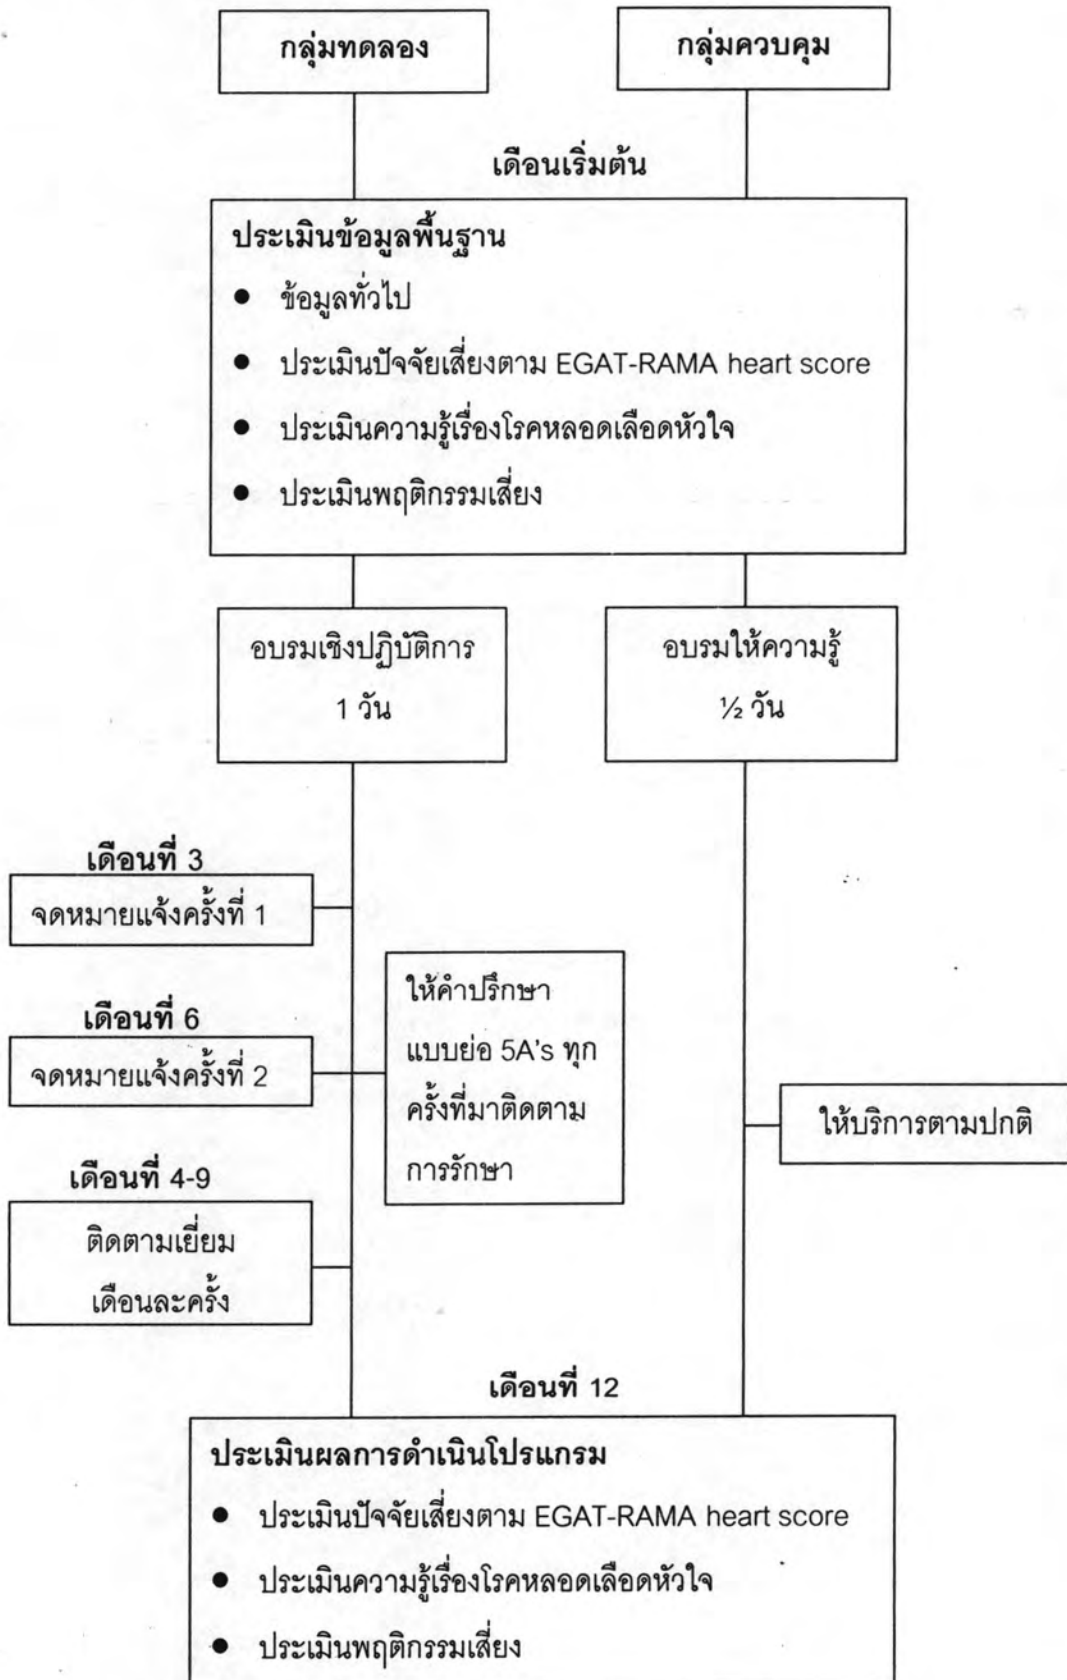 กลุ่มทดลอง
กลุ่มควบคุม
เดือนเริ่มต้น
ประเมินข้อมูลพื้นฐาน
● ข้อมูลทั่วไป
● ประเมินปัจจัยเสี่ยงตาม EGAT-RAMA heart score
● ประเมินความรู้เรื่องโรคหลอดเลือดหัวใจ
● ประเมินพฤติกรรมเสี่ยง
อบรมเชิงปฏิบัติการ
1 วัน
อบรมให้ความรู้
½ วัน
เดือนที่ 3
จดหมายแจ้งครั้งที่ 1
เดือนที่ 6
จดหมายแจ้งครั้งที่ 2
ให้คำปรึกษา
แบบย่อ 5A's ทุก
ครั้งที่มาติดตาม
การรักษา
ให้บริการตามปกติ
เดือนที่ 4-9
ติดตามเยี่ยม
เดือนละครั้ง
เดือนที่ 12
ประเมินผลการดำเนินโปรแกรม
● ประเมินปัจจัยเสี่ยงตาม EGAT-RAMA heart score
● ประเมินความรู้เรื่องโรคหลอดเลือดหัวใจ
● ประเมินพฤติกรรมเสี่ยง